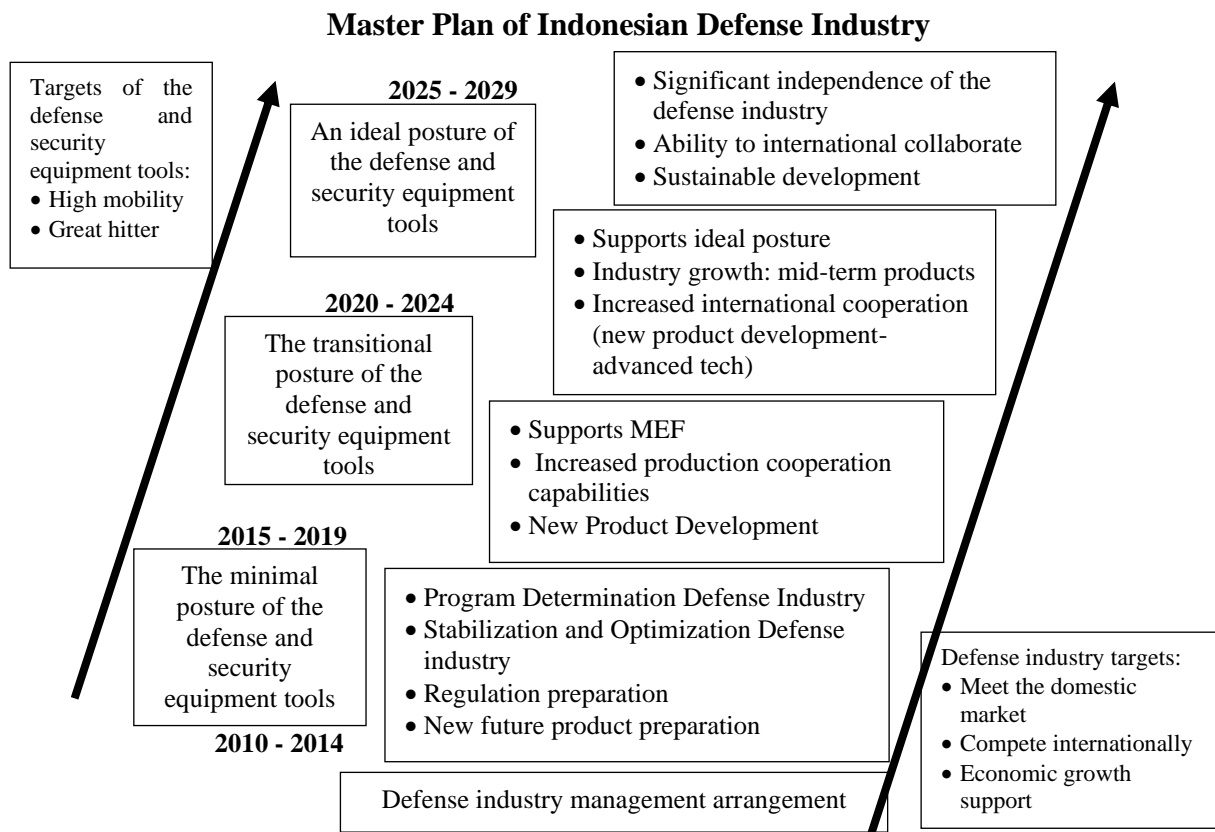 Master Plan of Indonesian Defense Industry
Targets of the
defense and
security
equipment tools:
• High mobility
• Great hitter
2025 - 2029
An ideal posture of
the defense and
security equipment
tools
• Significant independence of the
defense industry
• Ability to international collaborate
• Sustainable development
2020 - 2024
The transitional
posture of the
defense and
security equipment
tools
• Supports ideal posture
• Industry growth: mid-term products
• Increased international cooperation
(new product development-
advanced tech)
• Supports MEF
• Increased production cooperation
capabilities
• New Product Development
2015 - 2019
The minimal
posture of the
defense and
security
equipment tools
2010 - 2014
• Program Determination Defense Industry
• Stabilization and Optimization Defense
industry
• Regulation preparation
• New future product preparation
Defense industry management arrangement
Defense industry targets:
• Meet the domestic
market
• Compete internationally
• Economic growth
support